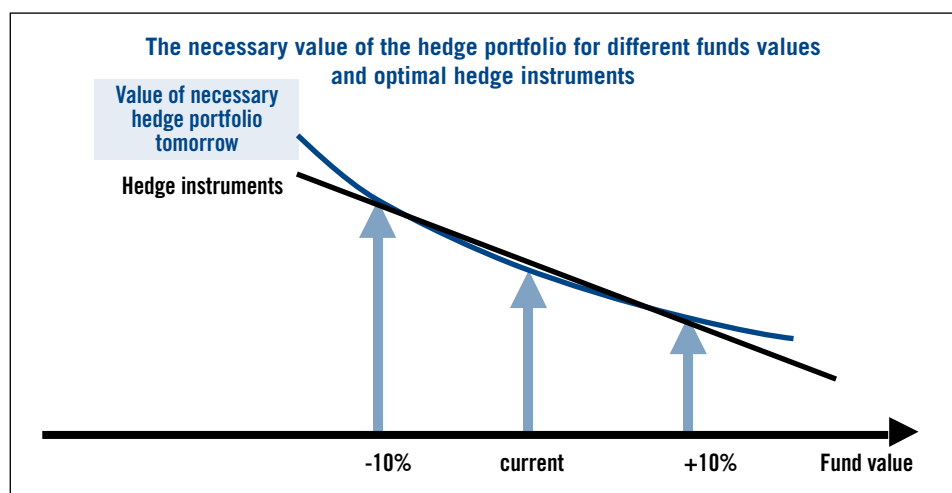 The necessary value of the hedge portfolio for different funds values
and optimal hedge instruments
Value of necessary
hedge portfolio
tomorrow
Hedge instruments
-10%
current
+10%
Fund value